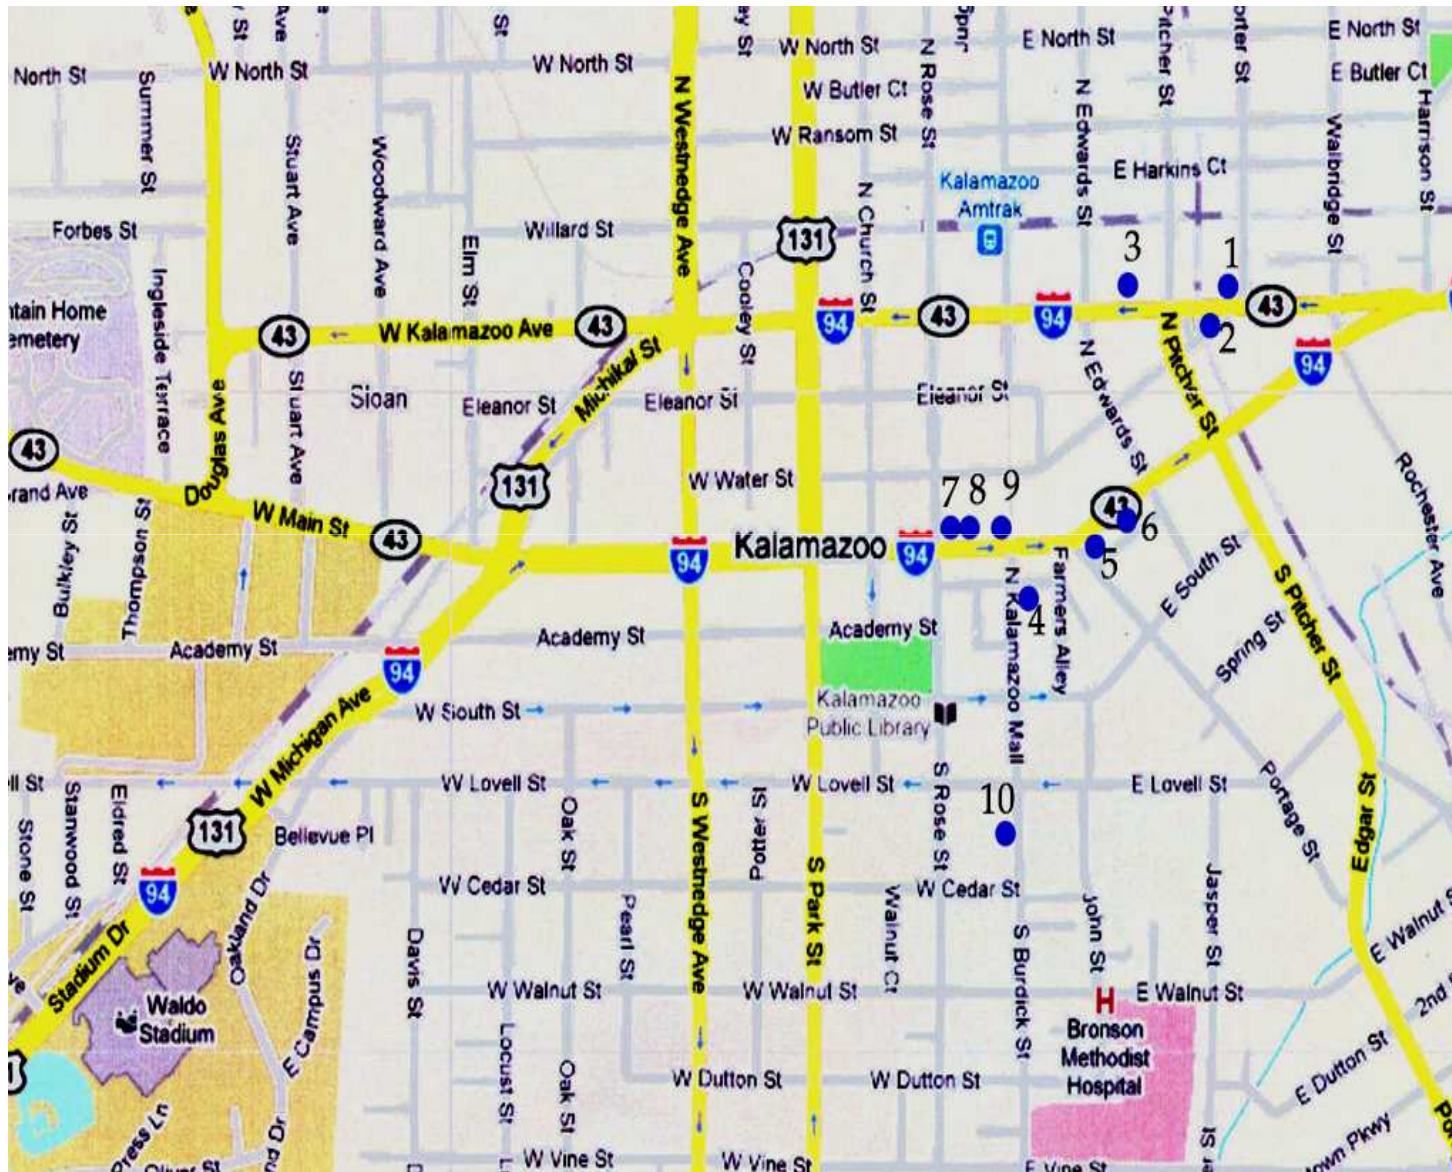 W North St
E North St
E North St
North St
W North St
W North St
E Butler Ct
W Butler Ct
W Ransom St
Summer St
Stuart Ave
Woodward Ave
N Westnedge Ave
N Rose St
N Edwards St
Pitcher St
Walbridge St
Harrison St
E Harkins Ct
Kalamazoo
Amtrak
N Church St
Forbes St
Willard St
131
Elm St
Cooley St
3
1
Ingleside Terrace
43
W Kalamazoo Ave
43
94
43
94
43
2
94
Michikal St
N Pitcher St
N Edwards St
Stuart Ave
Sloan
Eleanor St
Eleanor St
Eleanor St
Douglas Ave
43
131
W Water St
7
8
9
43
6
Rochester Ave
Grand Ave
W Main St
43
Bulkley St
Thompson St
94
Kalamazoo
94
5
E South St
Farmers Alley
N Kalamazoo Mall
4
S Pitcher St
Academy St
Academy St
Academy St
94
Spring St
Kalamazoo
Public Library
W South St
W Michigan Ave
W Lovell St
W Lovell St
E Lovell St
Portage St
Edgar St
Stone St
Stanwood St
Eldred St
131
Bellevue Pl
Oak St
S Westnedge Ave
Potter St
S Park St
S Rose St
10
94
W Cedar St
W Cedar St
Jasper St
John St
Stadium Dr
Oakland Dr
E Campus Dr
Davis St
Pearl St
Walnut Ct
S Burdick St
E Walnut St
Waldo
Stadium
W Walnut St
W Walnut St
H
E Walnut St
2nd
Bronson
Methodist
Hospital
Locust St
Oak St
W Dutton St
W Dutton St
E Dutton St
Press Ln
Oliver St
W Vine St
W Vine St
E Vine St